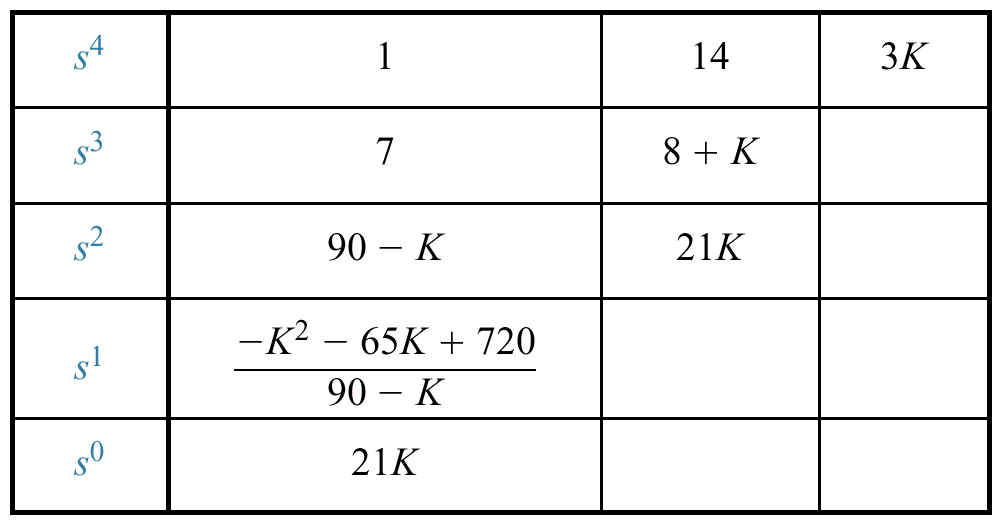 s⁴ 1 14 3K
s³ 7 8 + K
s² 90 − K 21K
s¹ −K² − 65K + 720
90 − K
s⁰ 21K